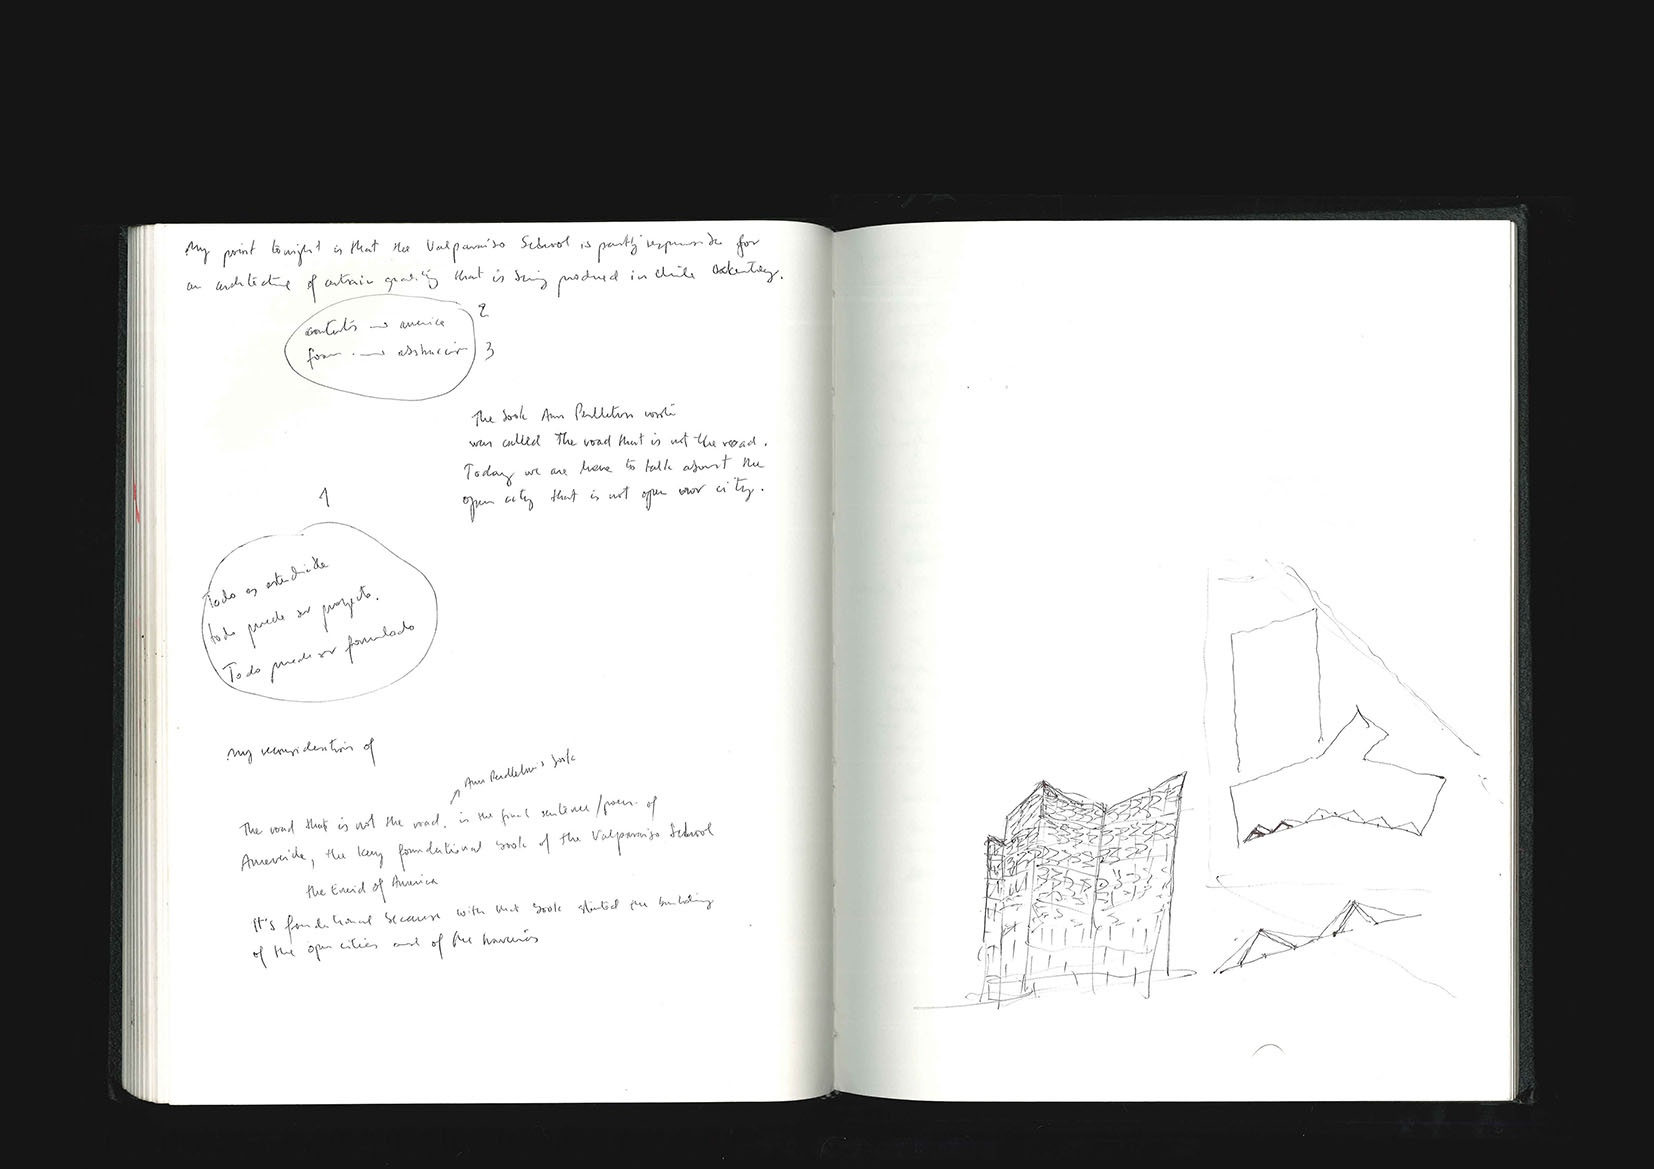 My point tonight is that the Valparaíso School is partly responsible for
an architecture of certain quality that is being produced in Chile
contents → america 2
form → abstracción 3
The book Ann Pendleton wrote
was called The road that is not the road.
Today we are here to talk about the
open city that is not open nor city.
1
Todo es
todo puede ser proyecto.
Todo puede ser formulado
My reconsideration of
Ann Pendleton's book
The road that is not the road. is the final sentence/poem of
Amereida, the key foundational book of the Valparaíso School
the Eneid of America
It's foundational because with that book started the building
of the open cities and of the travesías